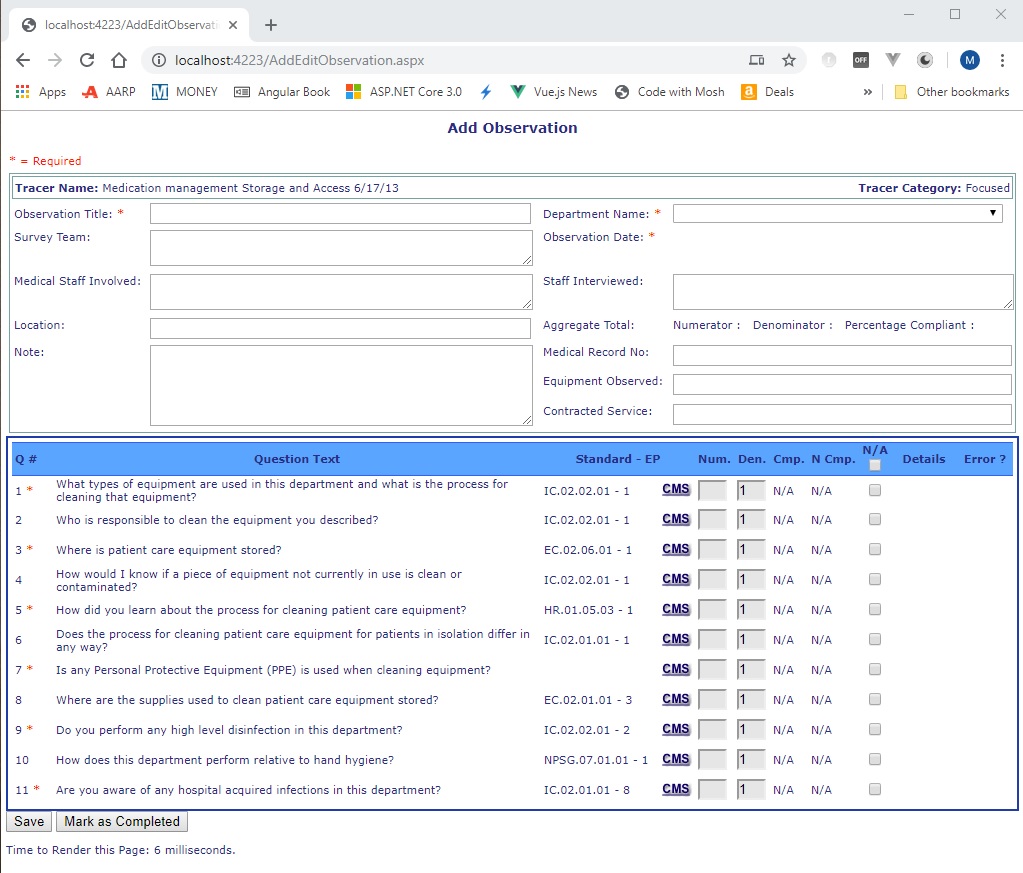 localhost:4223/AddEditObservati
localhost:4223/AddEditObservation.aspx
OFF
M
Apps
AARP
M MONEY
Angular Book
ASP.NET Core 3.0
Vue.js News
Code with Mosh
a Deals
»
Other bookmarks
Add Observation
* = Required
Tracer Name: Medication management Storage and Access 6/17/13 Tracer Category: Focused
Observation Title: * Department Name: *
Survey Team: Observation Date: *
Medical Staff Involved: Staff Interviewed:
Location: Aggregate Total: Numerator : Denominator : Percentage Compliant :
Note: Medical Record No:
Equipment Observed:
Contracted Service:
Q # Question Text Standard - EP Num. Den. Cmp. N Cmp. N/A Details Error ?
1 * What types of equipment are used in this department and what is the process for
cleaning that equipment? IC.02.02.01 - 1 CMS 1 N/A N/A
2 Who is responsible to clean the equipment you described? IC.02.02.01 - 1 CMS 1 N/A N/A
3 * Where is patient care equipment stored? EC.02.06.01 - 1 CMS 1 N/A N/A
4 How would I know if a piece of equipment not currently in use is clean or
contaminated? IC.02.02.01 - 1 CMS 1 N/A N/A
5 * How did you learn about the process for cleaning patient care equipment? HR.01.05.03 - 1 CMS 1 N/A N/A
6 Does the process for cleaning patient care equipment for patients in isolation differ in
any way? IC.02.01.01 - 1 CMS 1 N/A N/A
7 * Is any Personal Protective Equipment (PPE) is used when cleaning equipment? CMS 1 N/A N/A
8 Where are the supplies used to clean patient care equipment stored? EC.02.01.01 - 3 CMS 1 N/A N/A
9 * Do you perform any high level disinfection in this department? IC.02.02.01 - 2 CMS 1 N/A N/A
10 How does this department perform relative to hand hygiene? NPSG.07.01.01 - 1 CMS 1 N/A N/A
11 * Are you aware of any hospital acquired infections in this department? IC.02.01.01 - 8 CMS 1 N/A N/A
Save Mark as Completed
Time to Render this Page: 6 milliseconds.